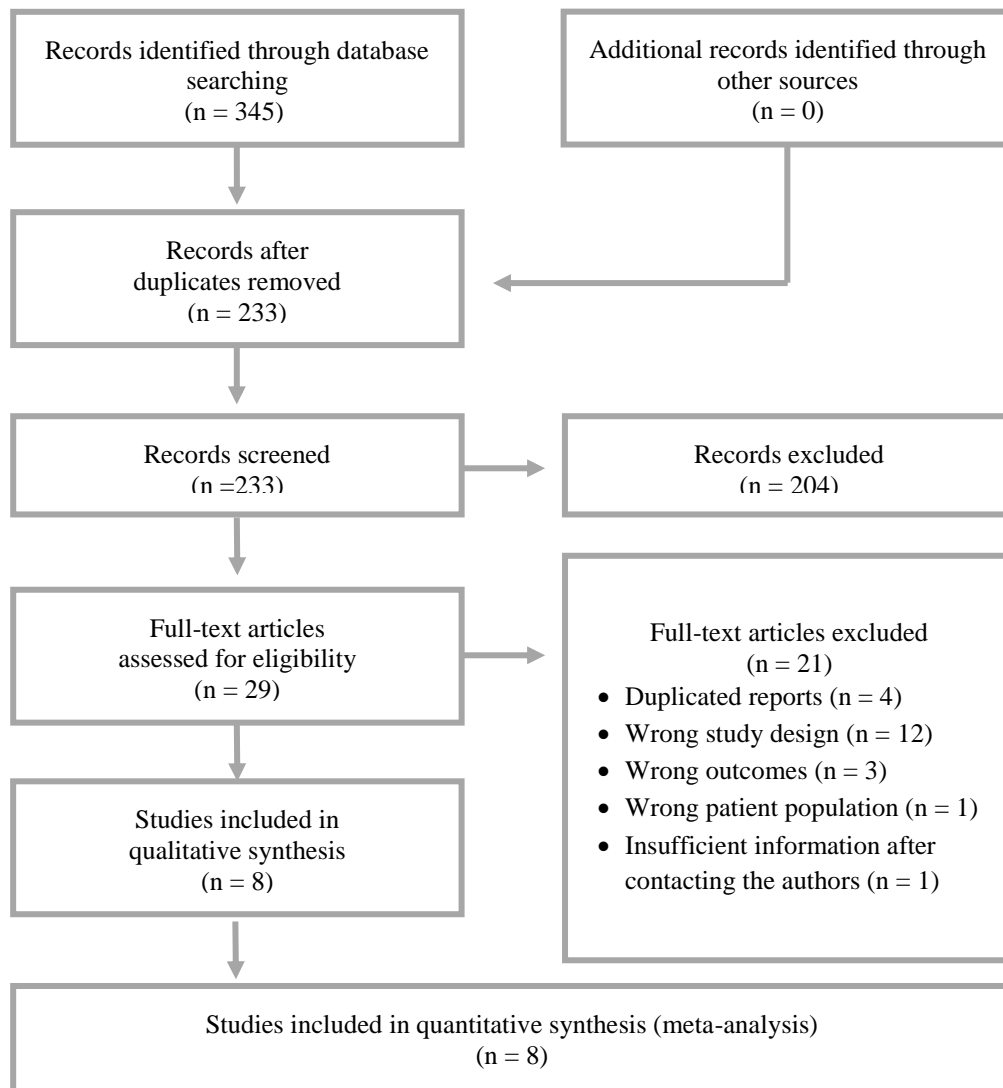 Records identified through database
searching
(n = 345)
Additional records identified through
other sources
(n = 0)
Records after
duplicates removed
(n = 233)
Records screened
(n =233)
Records excluded
(n = 204)
Full-text articles
assessed for eligibility
(n = 29)
Full-text articles excluded
(n = 21)
• Duplicated reports (n = 4)
• Wrong study design (n = 12)
• Wrong outcomes (n = 3)
• Wrong patient population (n = 1)
• Insufficient information after
contacting the authors (n = 1)
Studies included in
qualitative synthesis
(n = 8)
Studies included in quantitative synthesis (meta-analysis)
(n = 8)